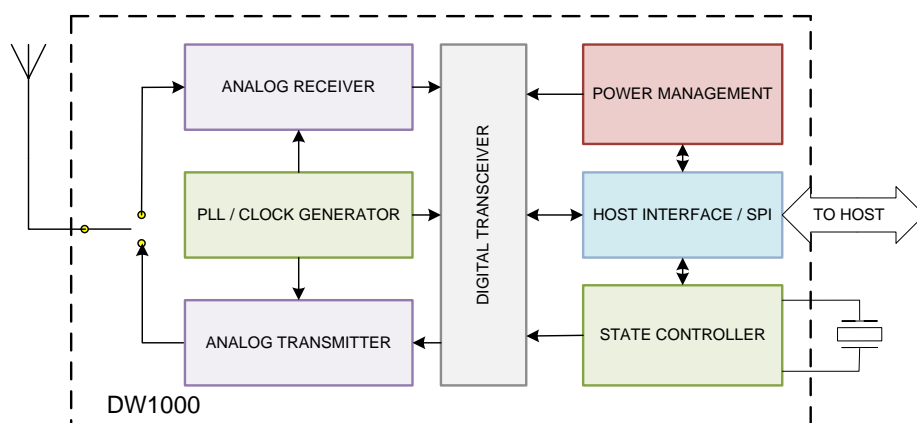 ANALOG RECEIVER
POWER MANAGEMENT
PLL / CLOCK GENERATOR
DIGITAL TRANSCEIVER
HOST INTERFACE / SPI
TO HOST
ANALOG TRANSMITTER
STATE CONTROLLER
DW1000